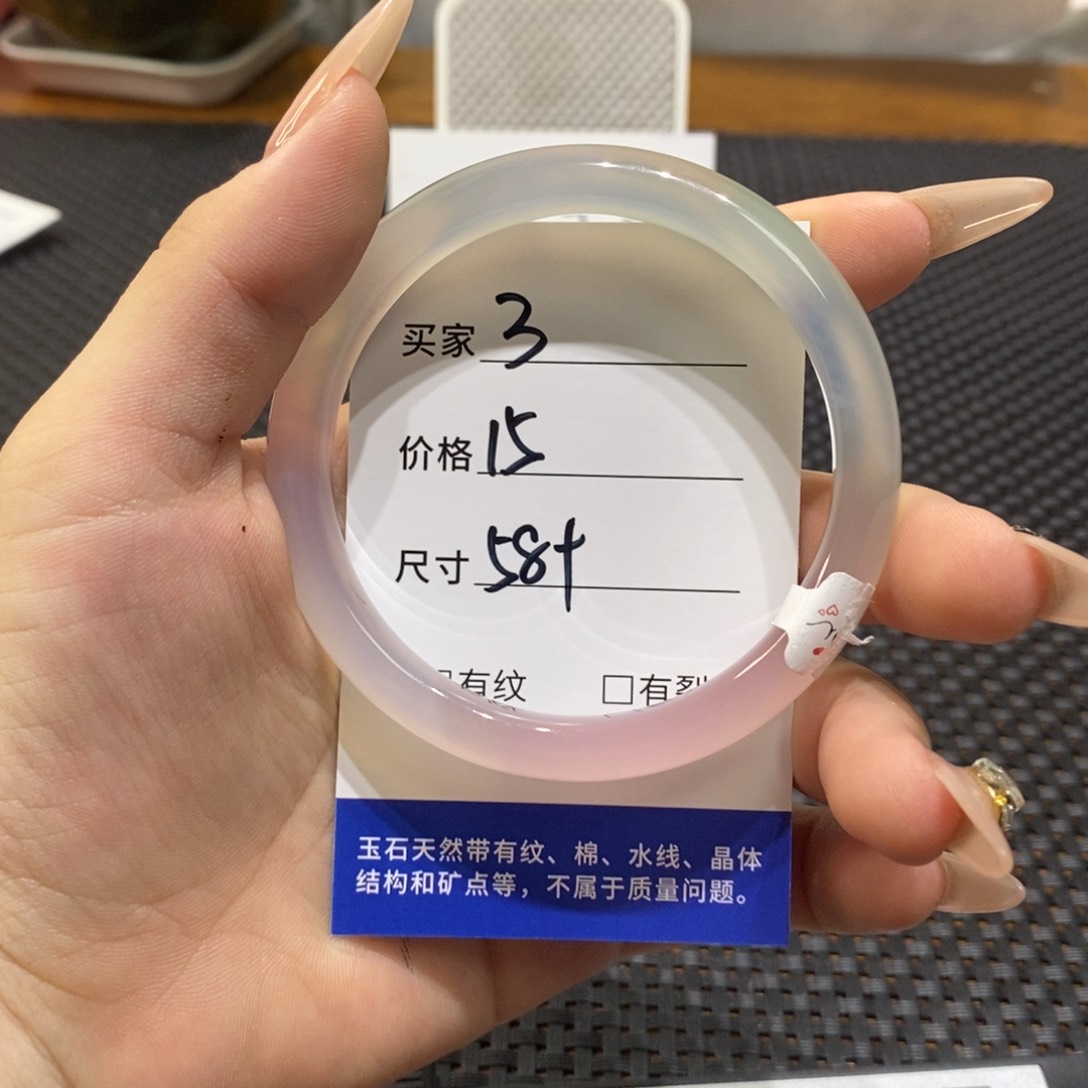 买家 3
价格 15
尺寸 58+
有纹 □有裂
玉石天然带有纹、棉、水线、晶体
结构和矿点等，不属于质量问题。